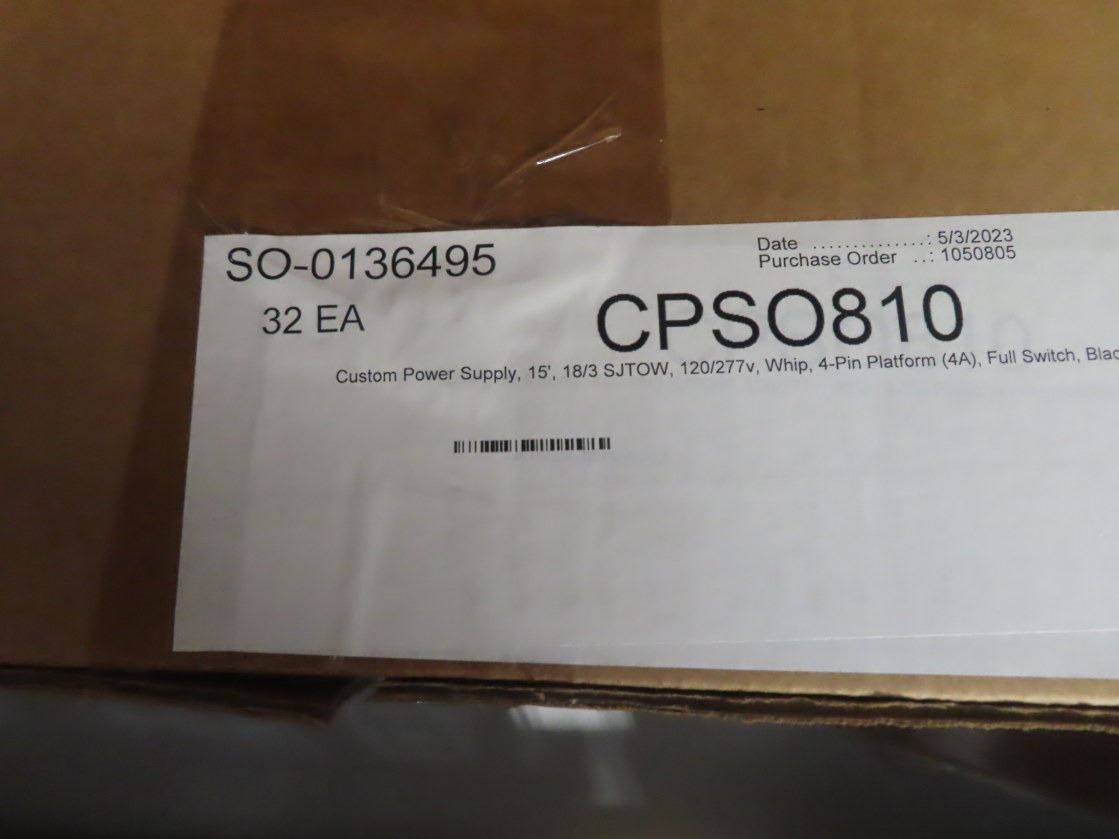 SO-0136495
Date ..............: 5/3/2023
Purchase Order ..: 1050805
32 EA
CPSO810
Custom Power Supply, 15', 18/3 SJTOW, 120/277v, Whip, 4-Pin Platform (4A), Full Switch,